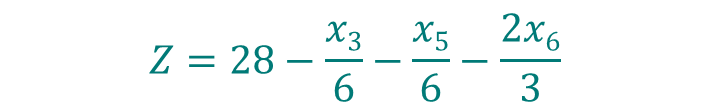 Z = 28 − x₃/6 − x₅/6 − 2x₆/3